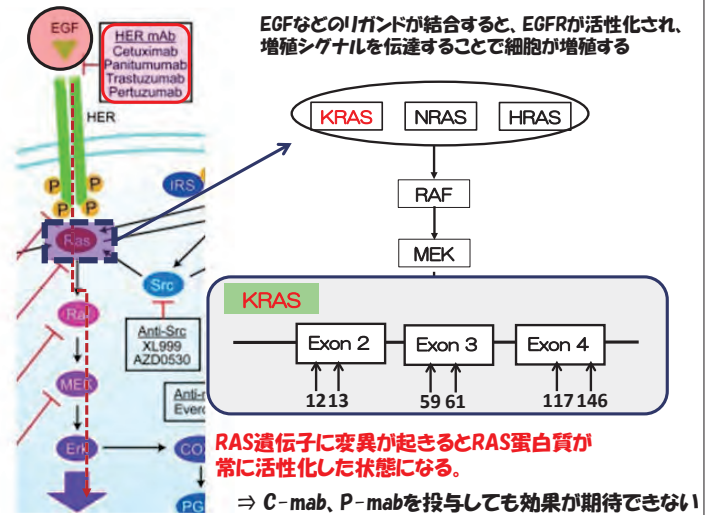 EGFなどのリガンドが結合すると、EGFRが活性化され、
増殖シグナルを伝達することで細胞が増殖する
EGF
HER mAb
Cetuximab
Panitumumab
Trastuzumab
Pertuzumab
HER
P
P
P
P
IRS
Ras
Src
Anti-Src
XL999
AZD0530
MEK
Erk
PG
KRAS
NRAS
HRAS
RAF
MEK
KRAS
Exon 2
Exon 3
Exon 4
12 13
59 61
117 146
RAS遺伝子に変異が起きるとRAS蛋白質が
常に活性化した状態になる。
⇒ C-mab、P-mabを投与しても効果が期待できない